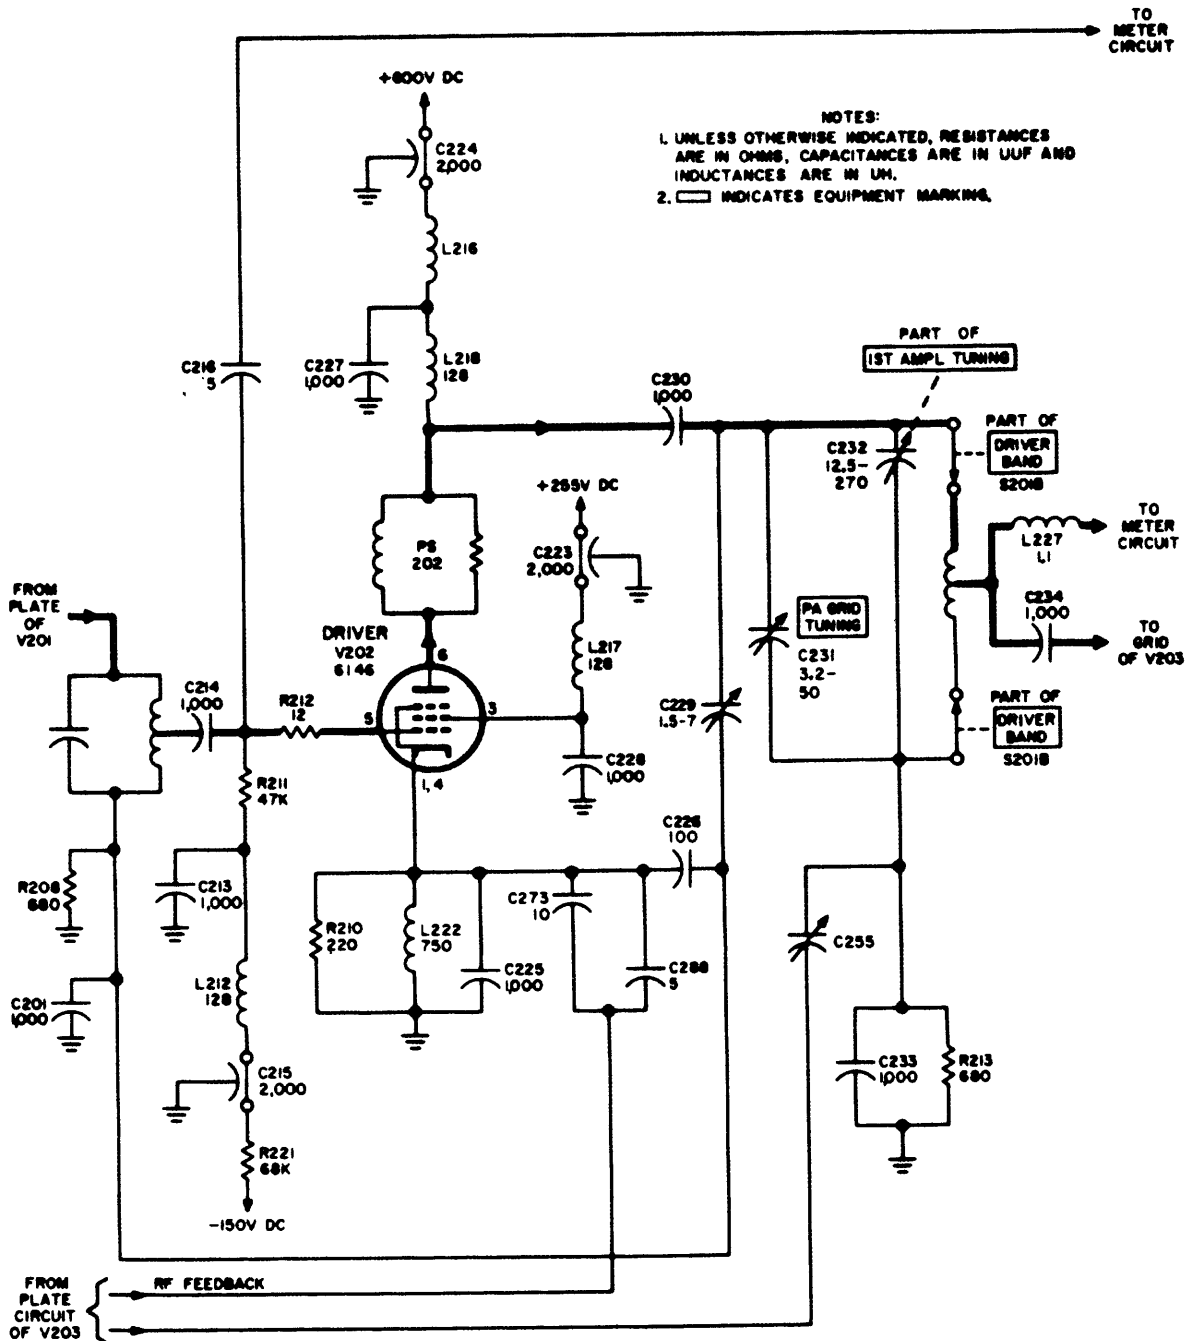 TO
METER
CIRCUIT
+600V DC
C224
2,000
NOTES:
1. UNLESS OTHERWISE INDICATED, RESISTANCES
ARE IN OHMS, CAPACITANCES ARE IN UUF AND
INDUCTANCES ARE IN UH.
2. INDICATES EQUIPMENT MARKING.
L216
C216
5
C227
1,000
L218
128
C230
1,000
PART OF
1ST AMPL TUNING
C232
12.5-
270
PART OF
DRIVER
BAND
S201B
+255V DC
C223
2,000
PS
202
L227
1.1
TO
METER
CIRCUIT
C234
1,000
TO
GRID
OF V203
FROM
PLATE
OF
V201
DRIVER
V202
6146
6
5
3
1,4
L217
128
PA GRID
TUNING
C231
3.2-
50
C229
1.5-7
PART OF
DRIVER
BAND
S201B
C214
1,000
R212
12
C228
1,000
R211
47K
C226
100
R208
680
C213
1,000
R210
220
L222
750
C225
1,000
C273
10
C288
5
C255
C201
1,000
L212
128
C215
2,000
C233
1,000
R213
680
R221
68K
-150V DC
FROM
PLATE
CIRCUIT
OF V203
RF FEEDBACK